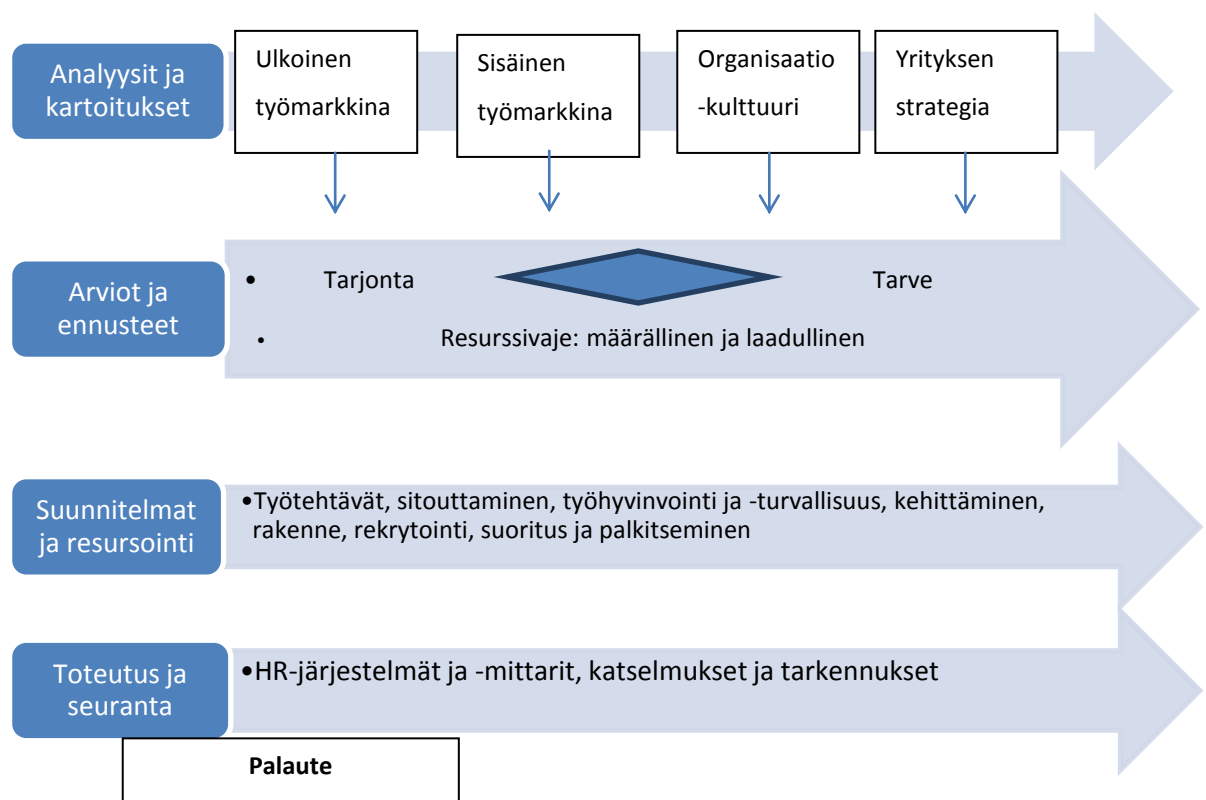 Analyysit ja
kartoitukset
Ulkoinen
työmarkkina
Sisäinen
työmarkkina
Organisaatio
-kulttuuri
Yrityksen
strategia
Arviot ja
ennusteet
• Tarjonta Tarve
• Resurssivaje: määrällinen ja laadullinen
Suunnitelmat
ja resursointi
•Työtehtävät, sitouttaminen, työhyvinvointi ja -turvallisuus, kehittäminen,
rakenne, rekrytointi, suoritus ja palkitseminen
Toteutus ja
seuranta
•HR-järjestelmät ja -mittarit, katselmukset ja tarkennukset
Palaute